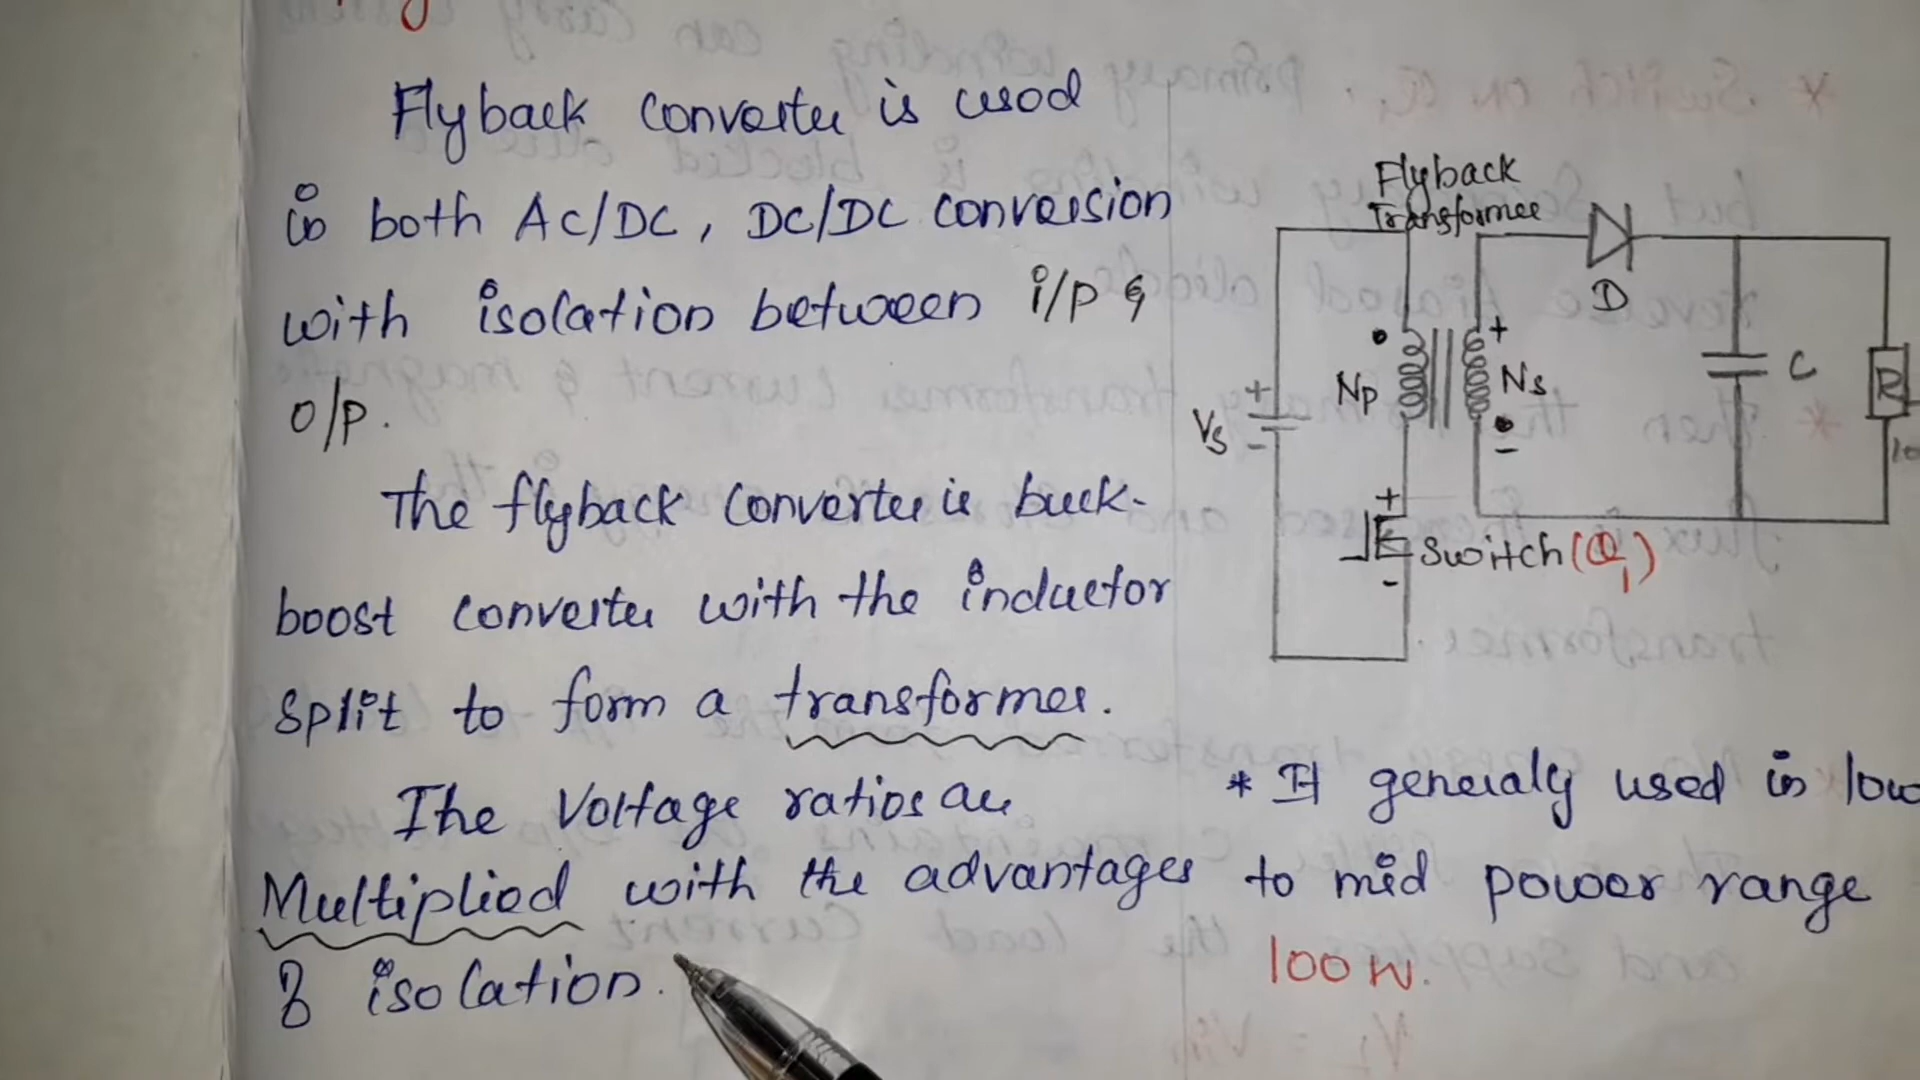 Flyback converter is used
in both AC/DC, DC/DC conversion
with isolation between i/p &
o/p.
The flyback converter is buck-
boost converter with the inductor
split to form a transformer.
The Voltage ratios are
Multiplied with the advantages
of isolation.
Flyback
Transformer
D
+
Np
Ns
C
R
+
Vs
-
-
+
Switch (Q1)
-
* It generaly used in low
to mid power range
100 W.